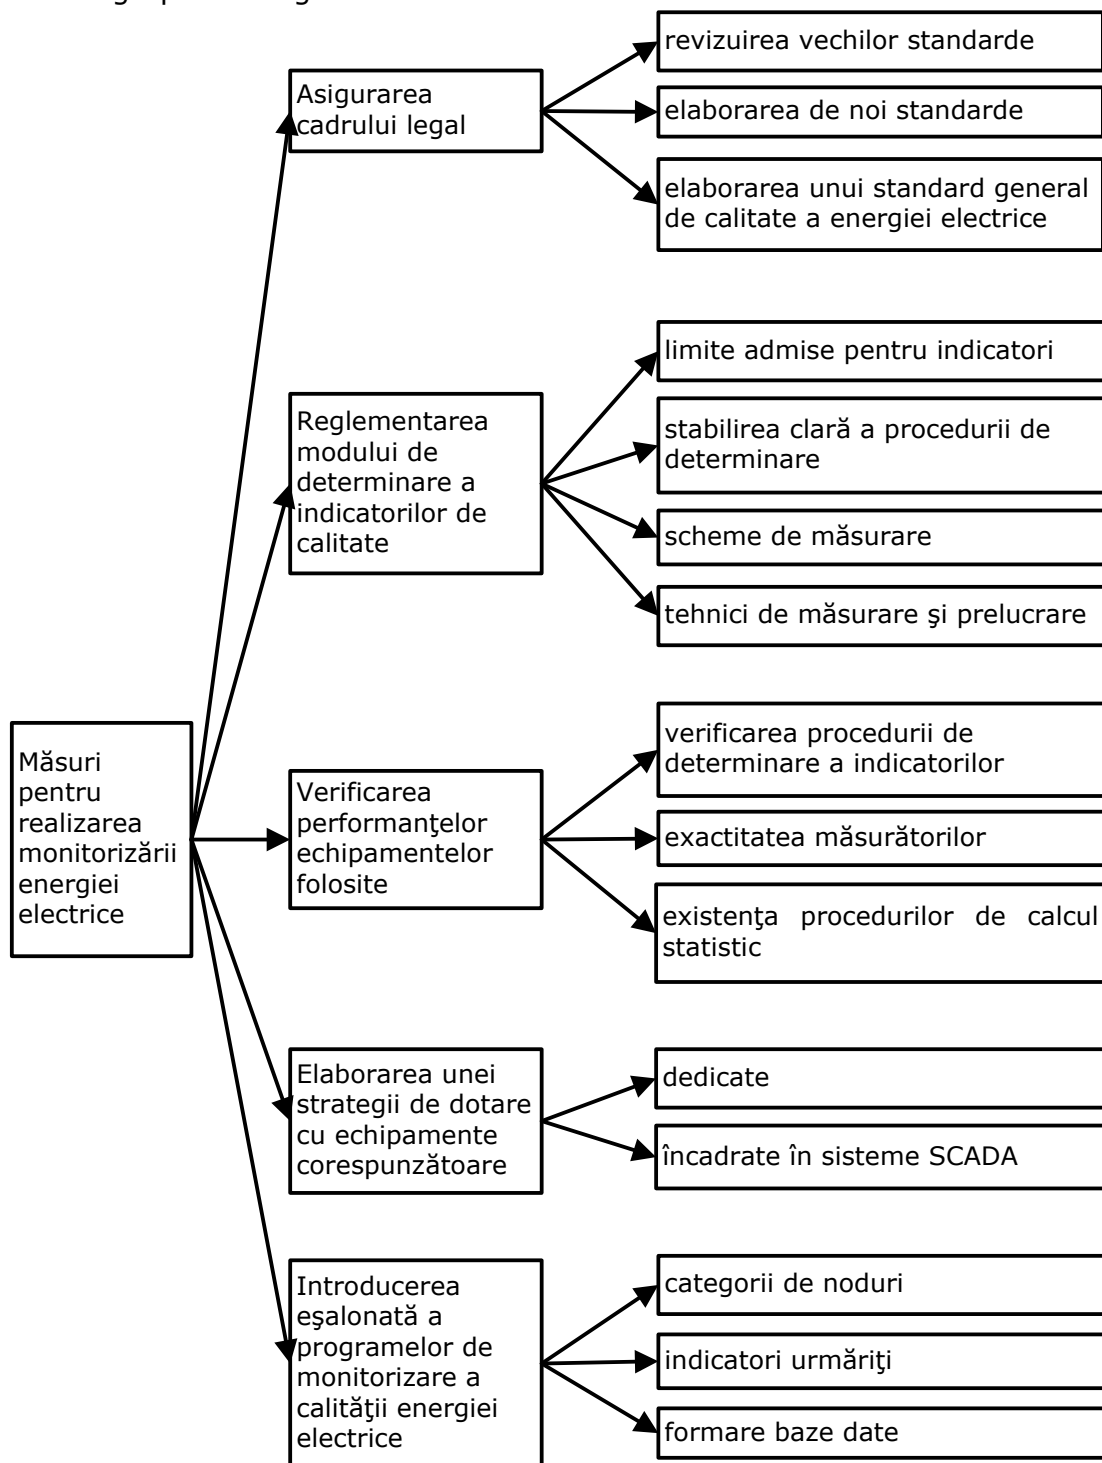 revizuirea vechilor standarde
Asigurarea
cadrului legal
elaborarea de noi standarde
elaborarea unui standard general
de calitate a energiei electrice
limite admise pentru indicatori
Reglementarea
modului de
determinare a
indicatorilor de
calitate
stabilirea clară a procedurii de
determinare
scheme de măsurare
tehnici de măsurare şi prelucrare
Măsuri
pentru
realizarea
monitorizării
energiei
electrice
verificarea procedurii de
determinare a indicatorilor
Verificarea
performanţelor
echipamentelor
folosite
exactitatea măsurătorilor
existenţa procedurilor de calcul
statistic
Elaborarea unei
strategii de dotare
cu echipamente
corespunzătoare
dedicate
încadrate în sisteme SCADA
Introducerea
eşalonată a
programelor de
monitorizare a
calităţii energiei
electrice
categorii de noduri
indicatori urmăriţi
formare baze date